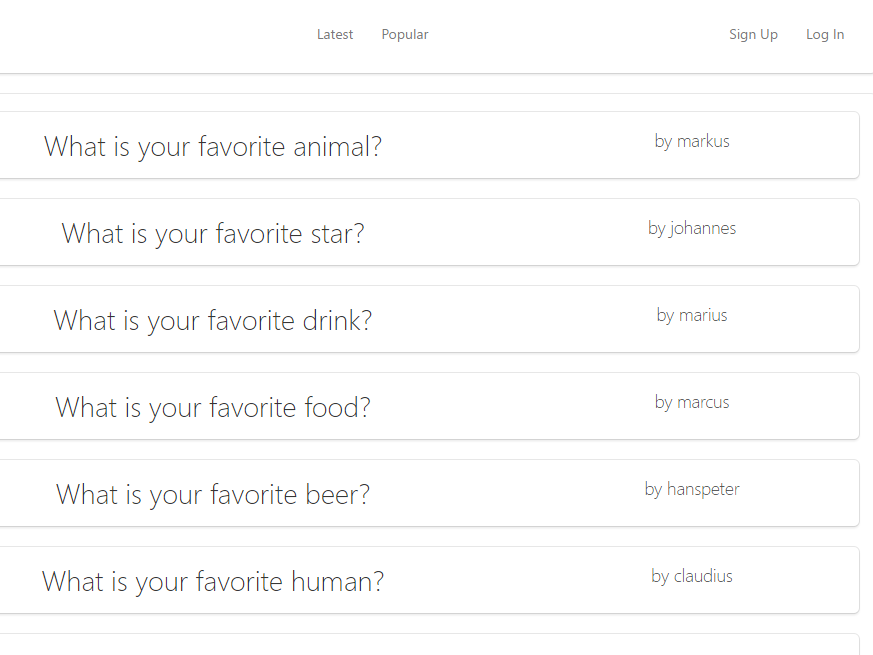 Latest Popular Sign Up Log In
What is your favorite animal? by markus
What is your favorite star? by johannes
What is your favorite drink? by marius
What is your favorite food? by marcus
What is your favorite beer? by hanspeter
What is your favorite human? by claudius